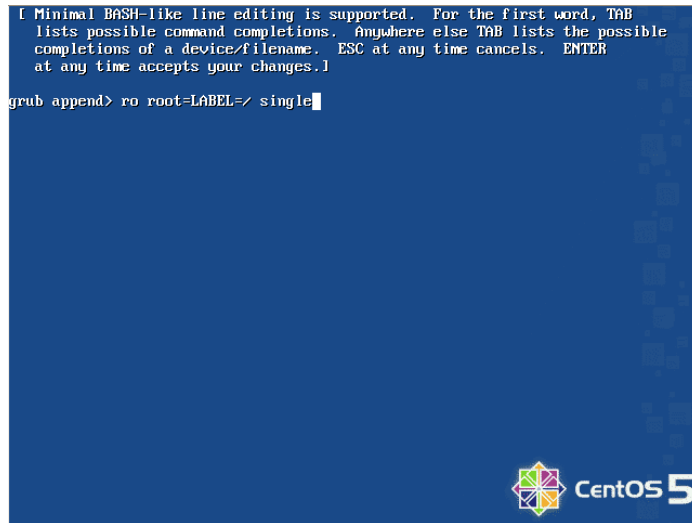 [ Minimal BASH-like line editing is supported.  For the first word, TAB
lists possible command completions.  Anywhere else TAB lists the possible
completions of a device/filename.  ESC at any time cancels.  ENTER
at any time accepts your changes.]
grub append> ro root=LABEL=/ single
CentOS 5